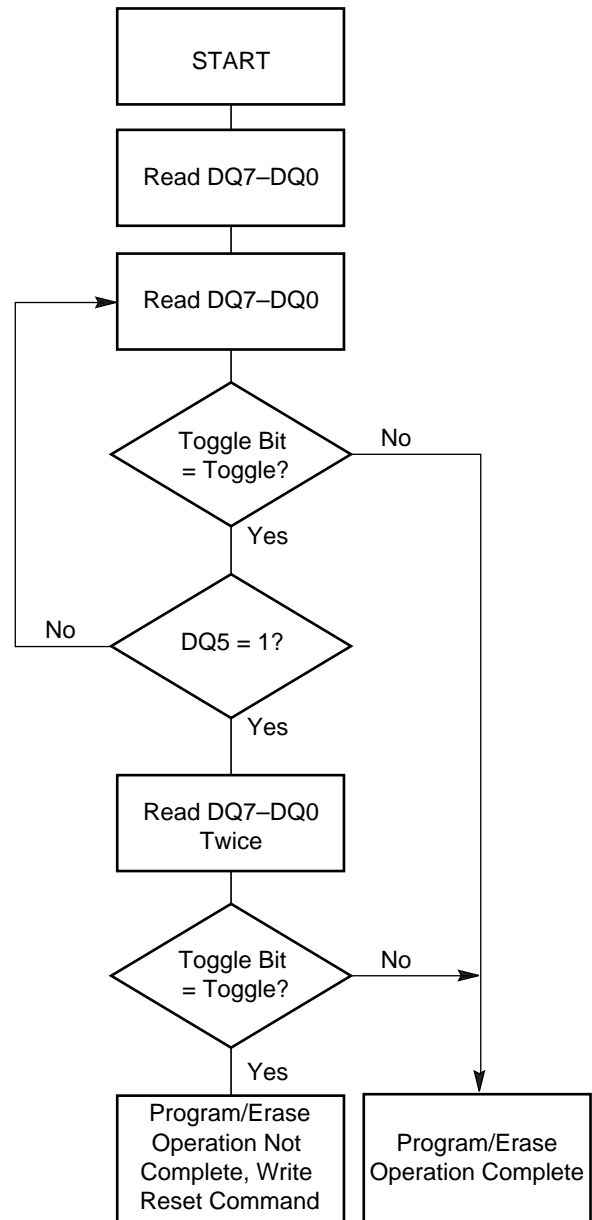 START
Read DQ7–DQ0
Read DQ7–DQ0
Toggle Bit
= Toggle?
No
Yes
No
DQ5 = 1?
Yes
Read DQ7–DQ0
Twice
Toggle Bit
= Toggle?
No
Yes
Program/Erase
Operation Not
Complete, Write
Reset Command
Program/Erase
Operation Complete